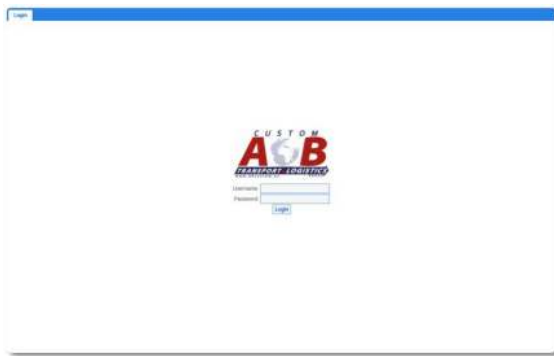 Login
CUSTOM
A B
TRANSPORT LOGISTICS
Username:
Password:
Login